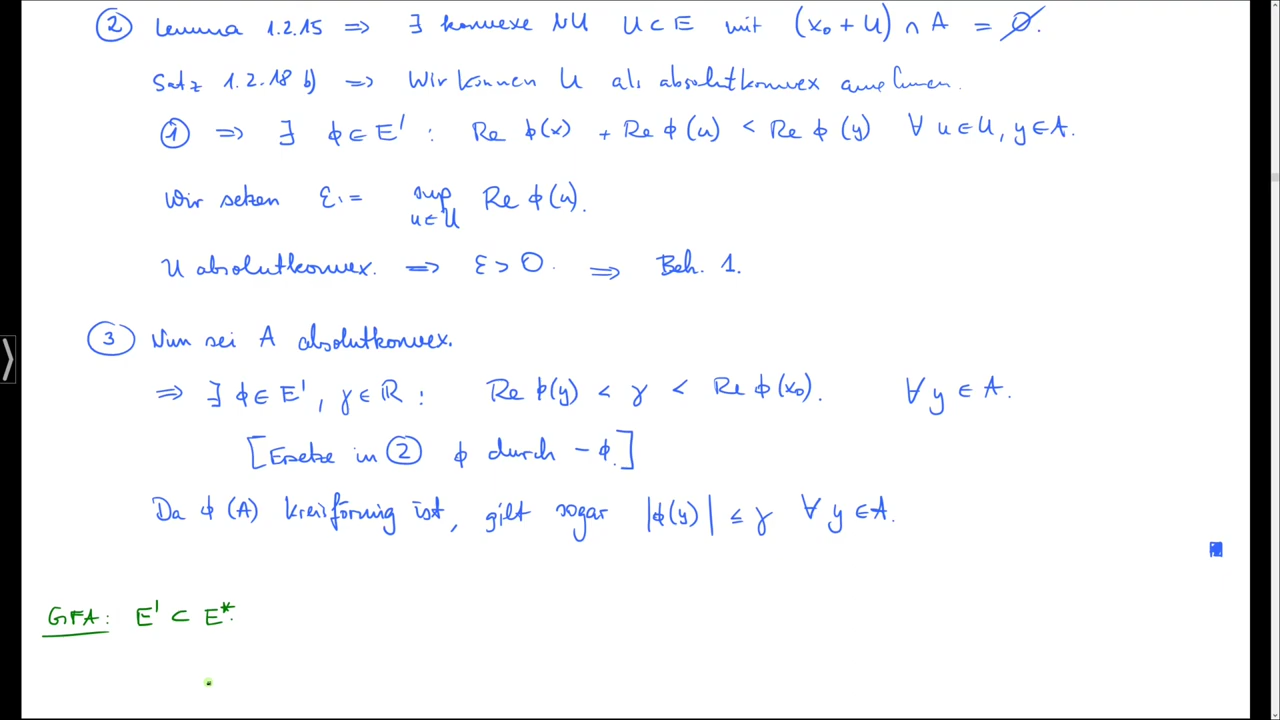 ② Lemma 1.2.15 ⇒ ∃ konvexe NU U⊂E mit (x₀+U) ∩ A = ∅.
Satz 1.2.18 b) ⇒ Wir können U als absolutkonvex annehmen.
① ⇒ ∃ ϕ∈E' : Re ϕ(x) + Re ϕ(u) < Re ϕ(y) ∀ u∈U, y∈A.
Wir setzen ε := sup_{u∈U} Re ϕ(u).
U absolutkonvex. ⇒ ε > 0. ⇒ Beh. 1.
③ Nun sei A absolutkonvex.
⇒ ∃ ϕ∈E', γ∈ℝ : Re ϕ(y) < γ < Re ϕ(x₀). ∀ y ∈ A.
[Ersetze in ② ϕ durch -ϕ.]
Da ϕ(A) kreisförmig ist, gilt sogar |ϕ(y)| ≤ γ ∀ y∈A.
GFA: E' ⊂ E*.